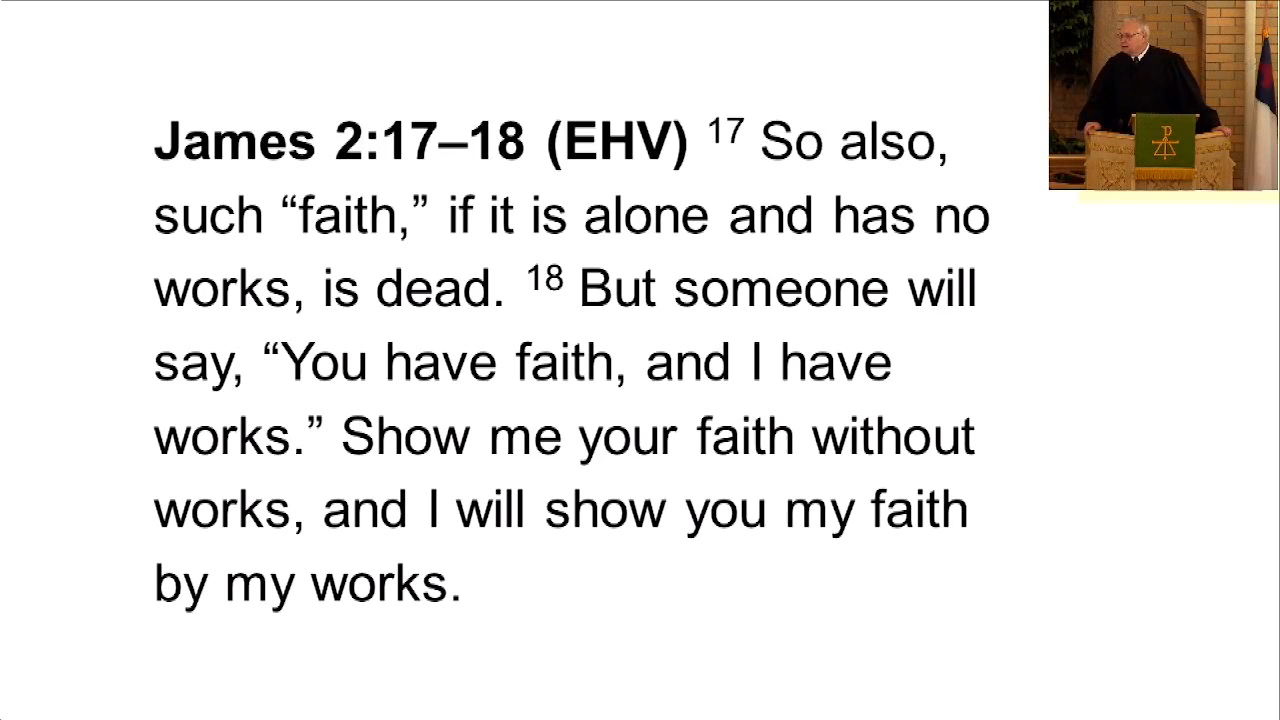 James 2:17–18 (EHV) 17 So also,
such “faith,” if it is alone and has no
works, is dead. 18 But someone will
say, “You have faith, and I have
works.” Show me your faith without
works, and I will show you my faith
by my works.